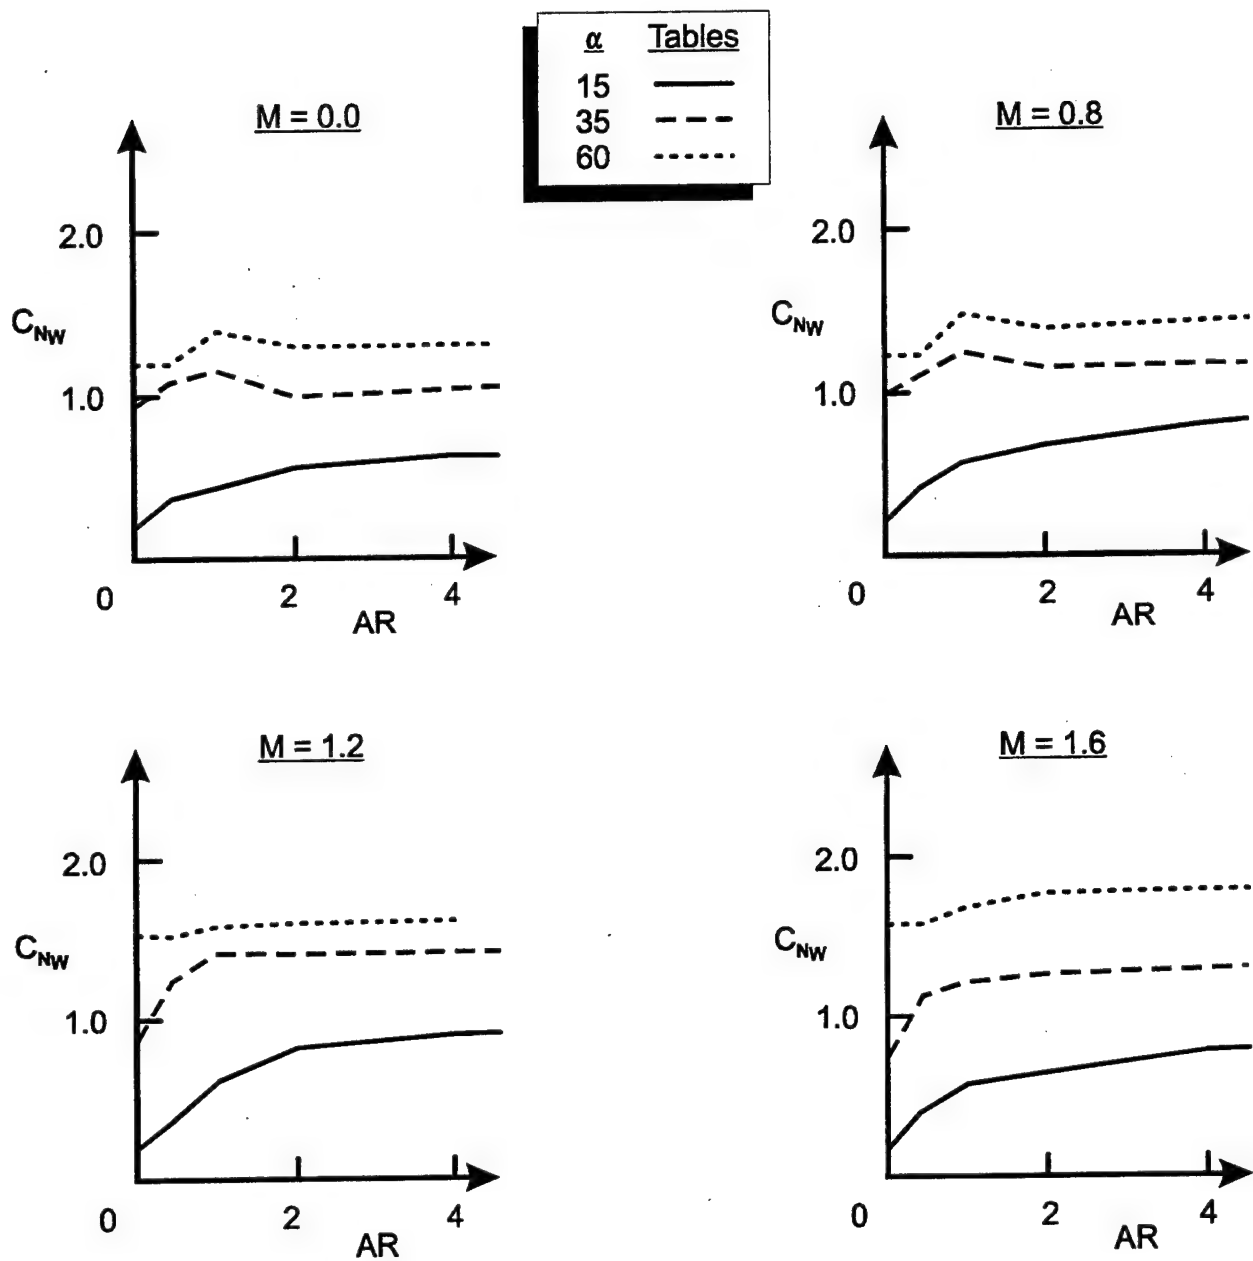 α Tables
15
35
60
M = 0.0
2.0
1.0
C_NW
0 2 4
AR
M = 0.8
2.0
1.0
C_NW
0 2 4
AR
M = 1.2
2.0
1.0
C_NW
0 2 4
AR
M = 1.6
2.0
1.0
C_NW
0 2 4
AR